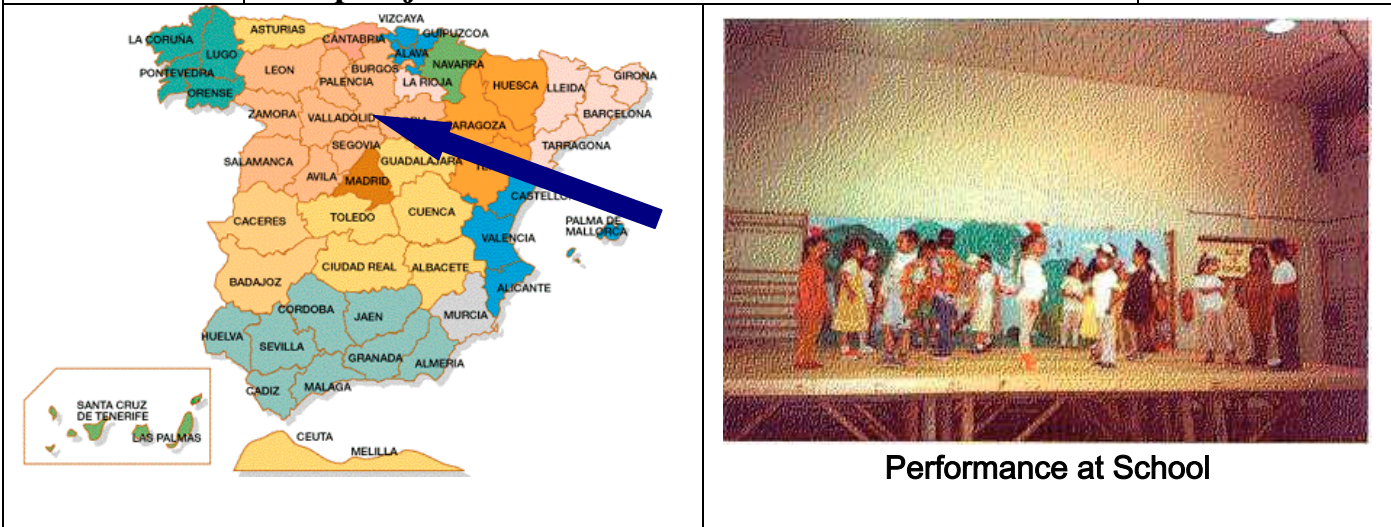 VIZCAYA
LA CORUÑA
ASTURIAS
CANTABRIA
GUIPUZCOA
LUGO
ALAVA
NAVARRA
PONTEVEDRA
LEON
BURGOS
PALENCIA
LA RIOJA
HUESCA
LLEIDA
GIRONA
ORENSE
ZAMORA
VALLADOLID
ARAGOZA
BARCELONA
SEGOVIA
TARRAGONA
SALAMANCA
GUADALAJARA
AVILA
MADRID
CASTELLO
CACERES
TOLEDO
CUENCA
PALMA DE
MALLORCA
VALENCIA
BADAJOZ
CIUDAD REAL
ALBACETE
ALICANTE
CORDOBA
JAEN
MURCIA
HUELVA
SEVILLA
GRANADA
ALMERIA
CADIZ
MALAGA
SANTA CRUZ
DE TENERIFE
LAS PALMAS
CEUTA
MELILLA
Performance at School